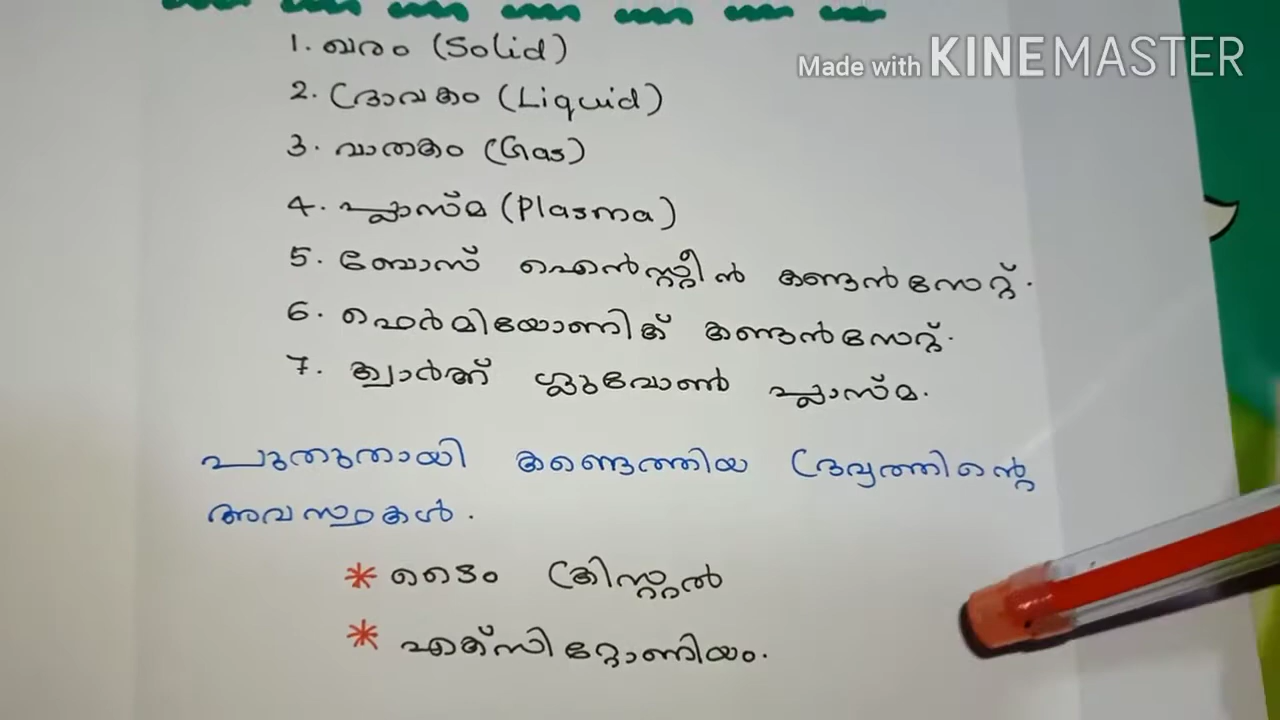 Made with KINEMASTER
1. ഖരം (Solid)
2. ദ്രാവകം (Liquid)
3. വാതകം (Gas)
4. പ്ലാസ്മ (Plasma)
5. ബോസ് ഐൻസ്റ്റീൻ കണ്ടൻസേറ്റ്.
6. ഫെർമിയോണിക് കണ്ടൻസേറ്റ്.
7. ക്വാർക്ക് ഗ്ലുവോൺ പ്ലാസ്മ.
പുതുതായി കണ്ടെത്തിയ ദ്രവ്യത്തിന്റെ
അവസ്ഥകൾ.
* ടൈം ക്രിസ്റ്റൽ
* എക്സിറ്റോണിയം.